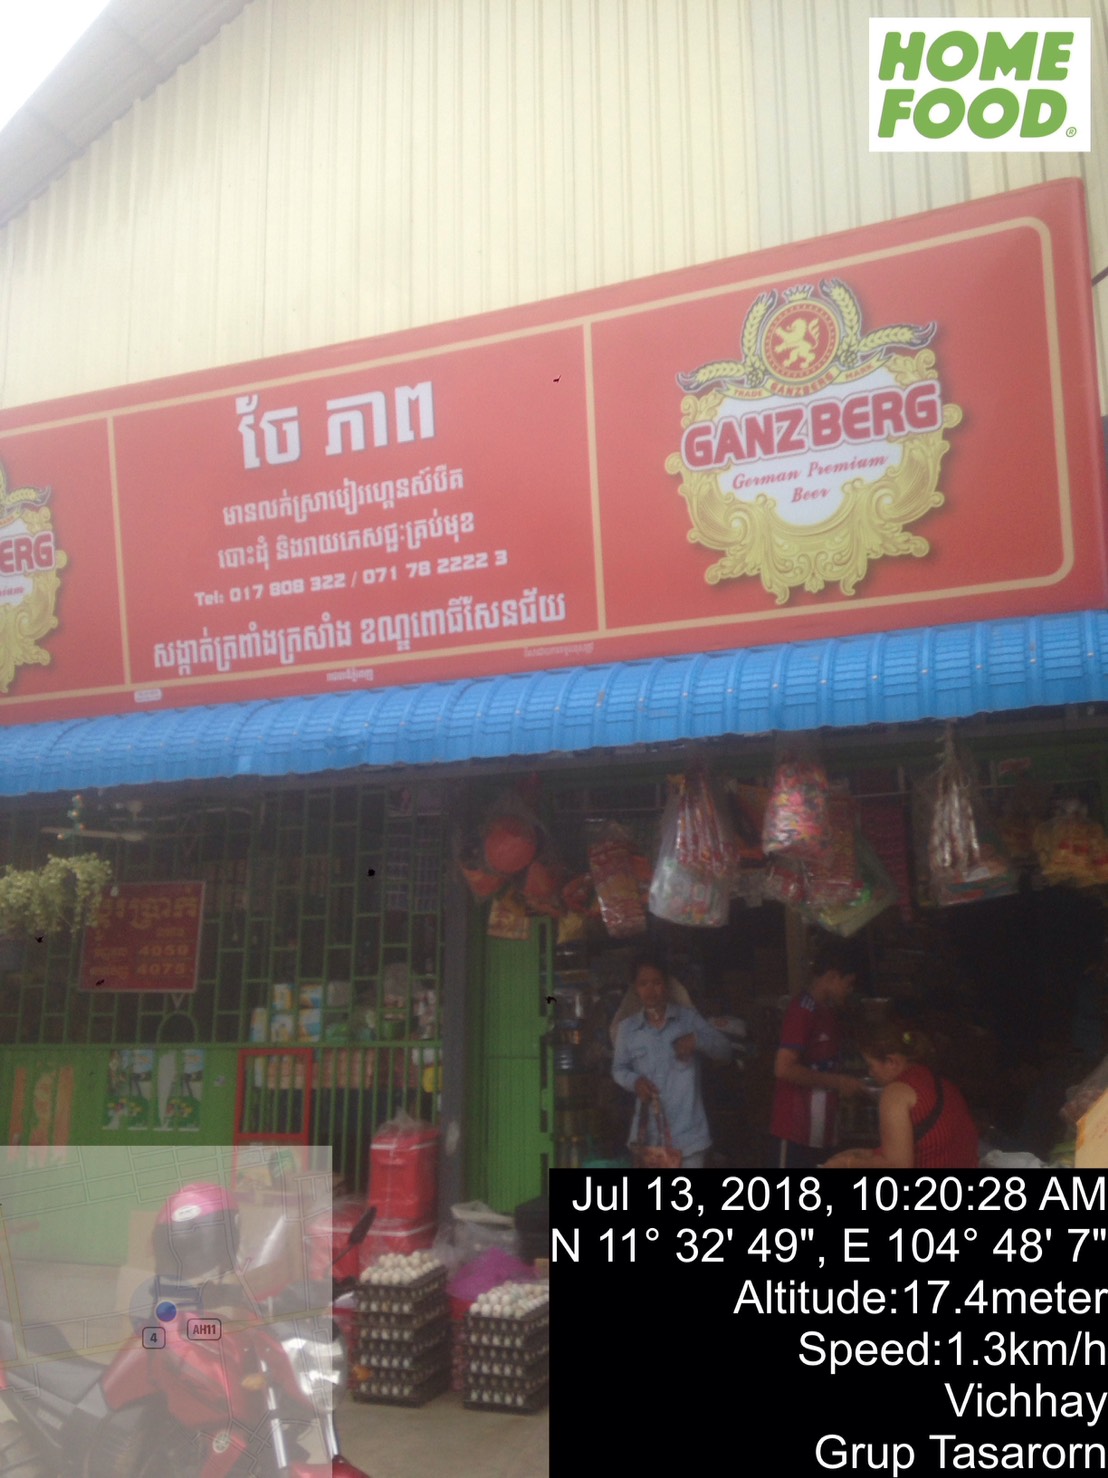 HOME
FOOD®
TRADE GANZBERG MARK
GANZBERG
German Premium
Beer
ERG
ចែ ភាព
មានលក់ស្រាបៀរហ្គេនស៍បឺគ
បោះដុំ និងរាយភេសជ្ជៈគ្រប់មុខ
Tel: 017 808 322 / 071 78 2222 3
សង្កាត់ត្រពាំងក្រសាំង ខណ្ឌពោធិ៍សែនជ័យ
4050
4075
4
AH11
Jul 13, 2018, 10:20:28 AM
N 11° 32' 49", E 104° 48' 7"
Altitude:17.4meter
Speed:1.3km/h
Vichhay
Grup Tasarorn